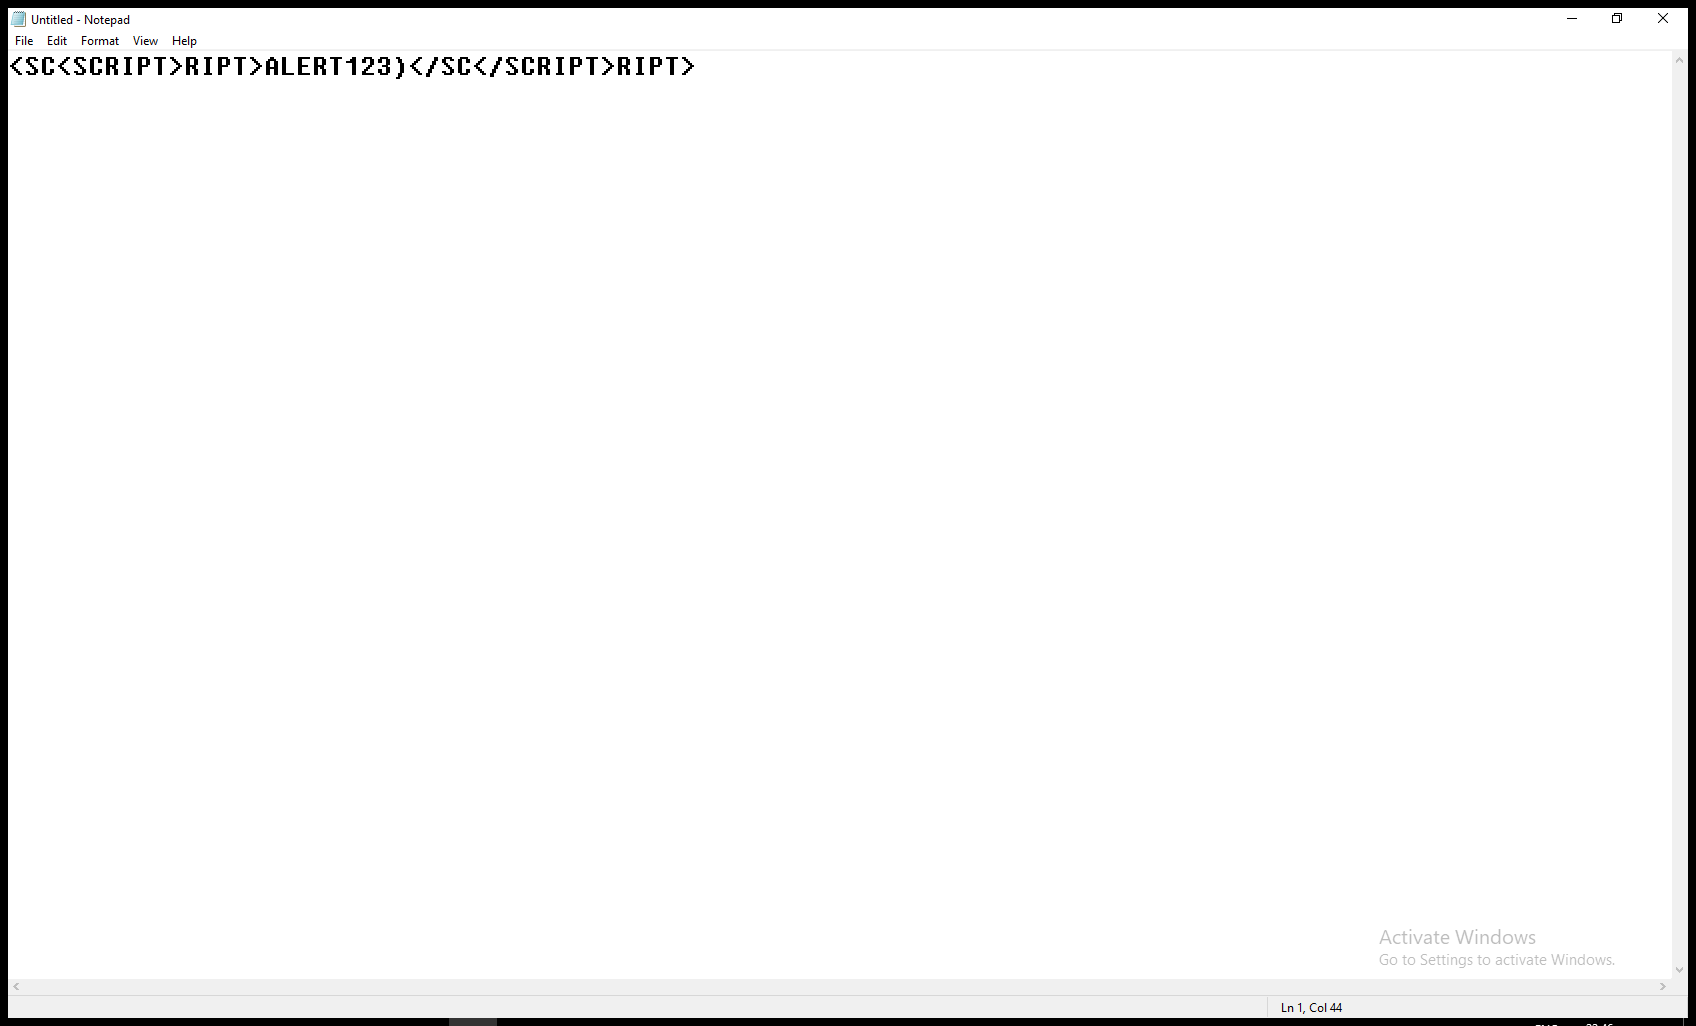 Untitled - Notepad
File Edit Format View Help
<SC<SCRIPT>RIPT>ALERT123)</SC</SCRIPT>RIPT>
Activate Windows
Go to Settings to activate Windows.
Ln 1, Col 44